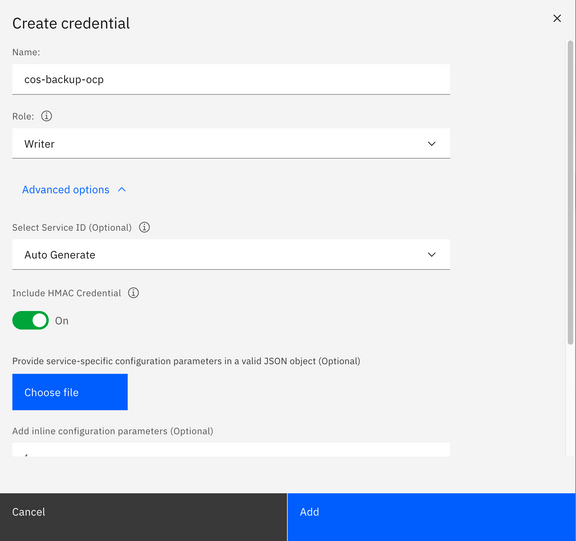 Create credential
Name:
cos-backup-ocp
Role:
Writer
Advanced options
Select Service ID (Optional)
Auto Generate
Include HMAC Credential
On
Provide service-specific configuration parameters in a valid JSON object (Optional)
Choose file
Add inline configuration parameters (Optional)
Cancel
Add